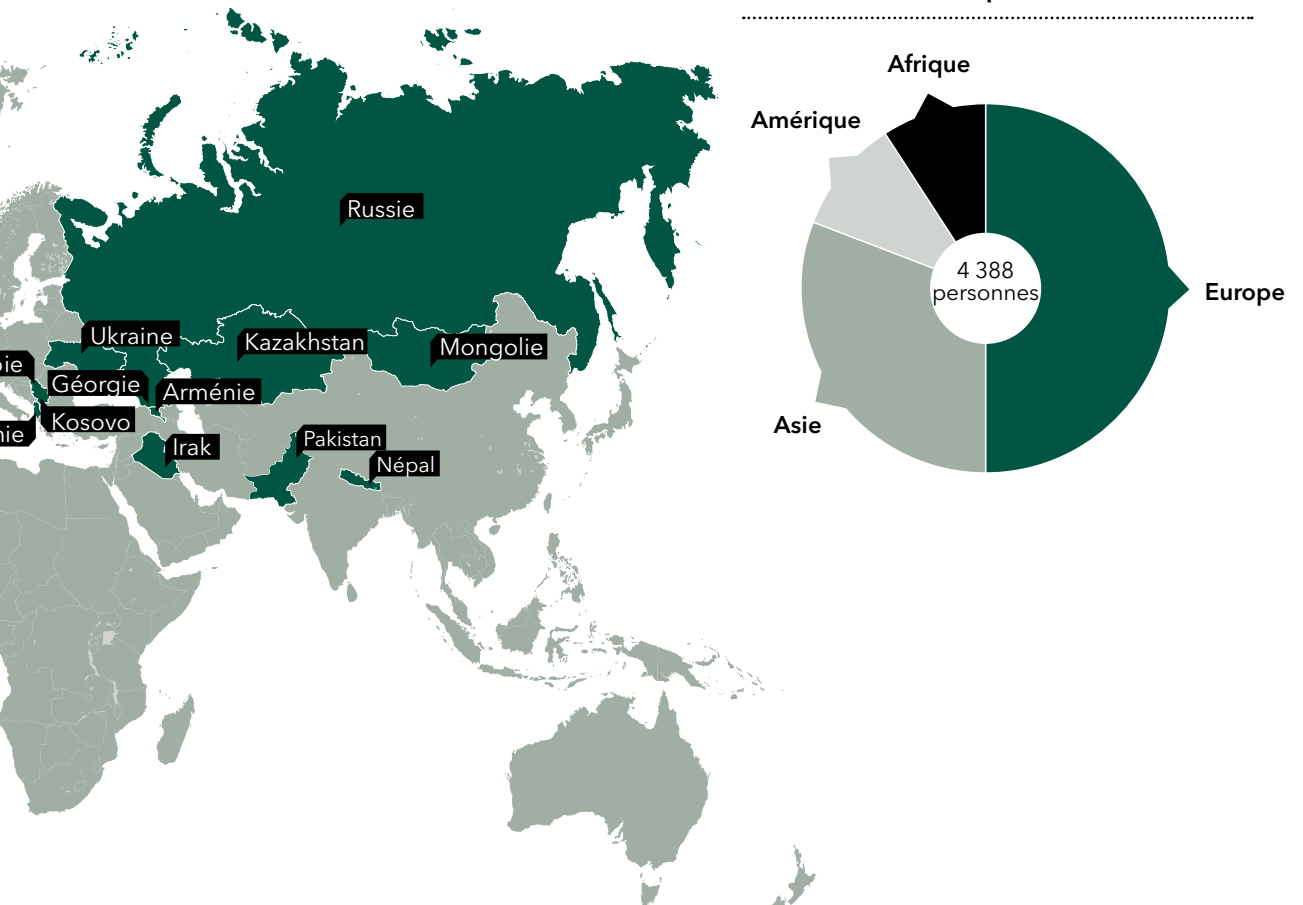 Afrique
Amérique
Russie
4 388
personnes
Europe
Ukraine
Kazakhstan
Mongolie
Géorgie
Arménie
Kosovo
Asie
Irak
Pakistan
Népal